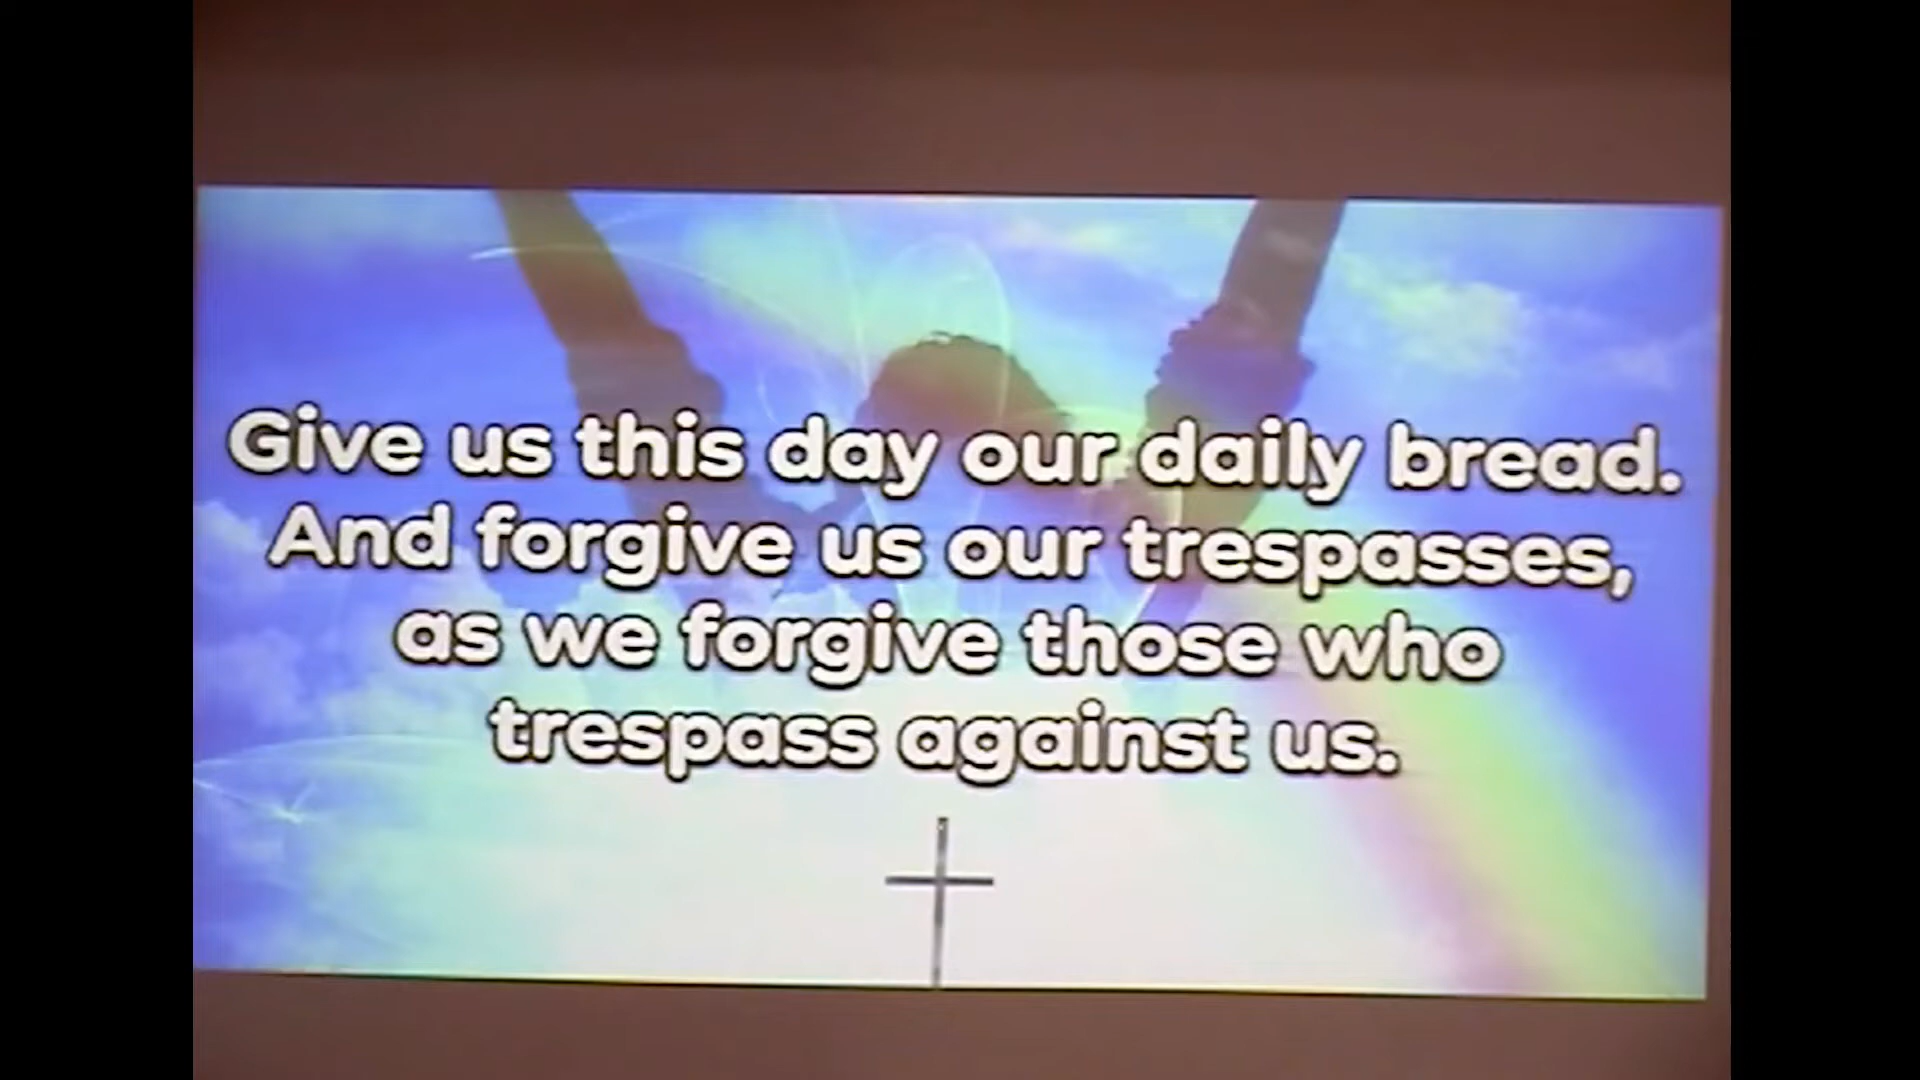 Give us this day our daily bread.
And forgive us our trespasses,
as we forgive those who
trespass against us.